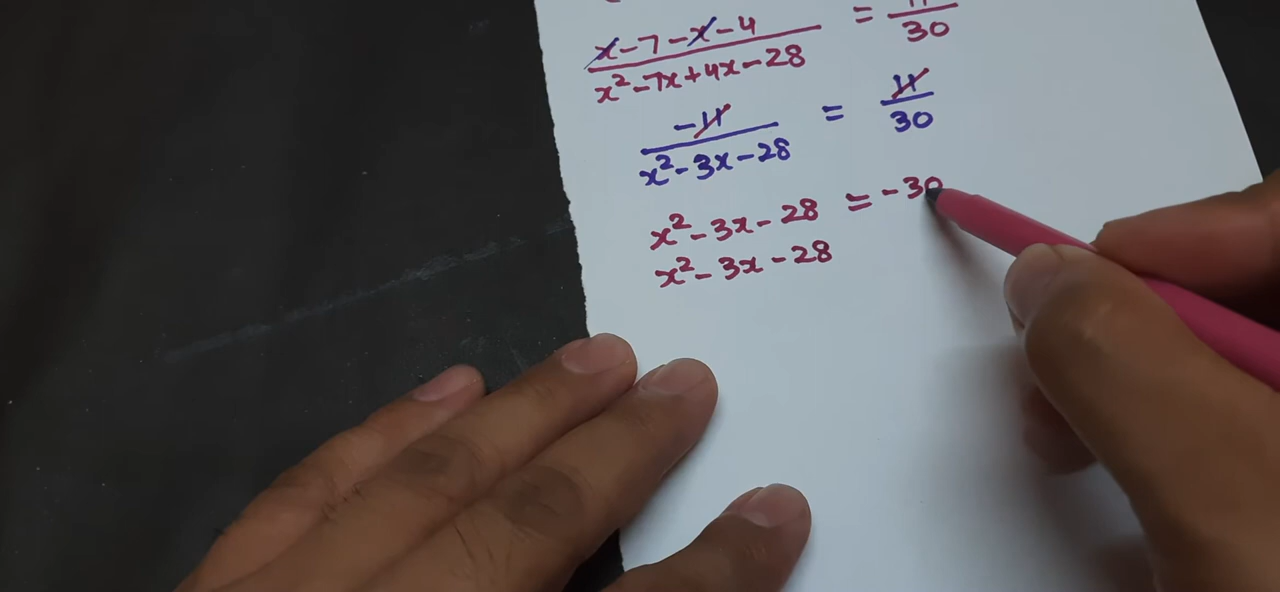 x-7-x-4 / x²-7x+4x-28 = 11/30
-11 / x²-3x-28 = 11/30
x²-3x-28 = -30
x²-3x-28